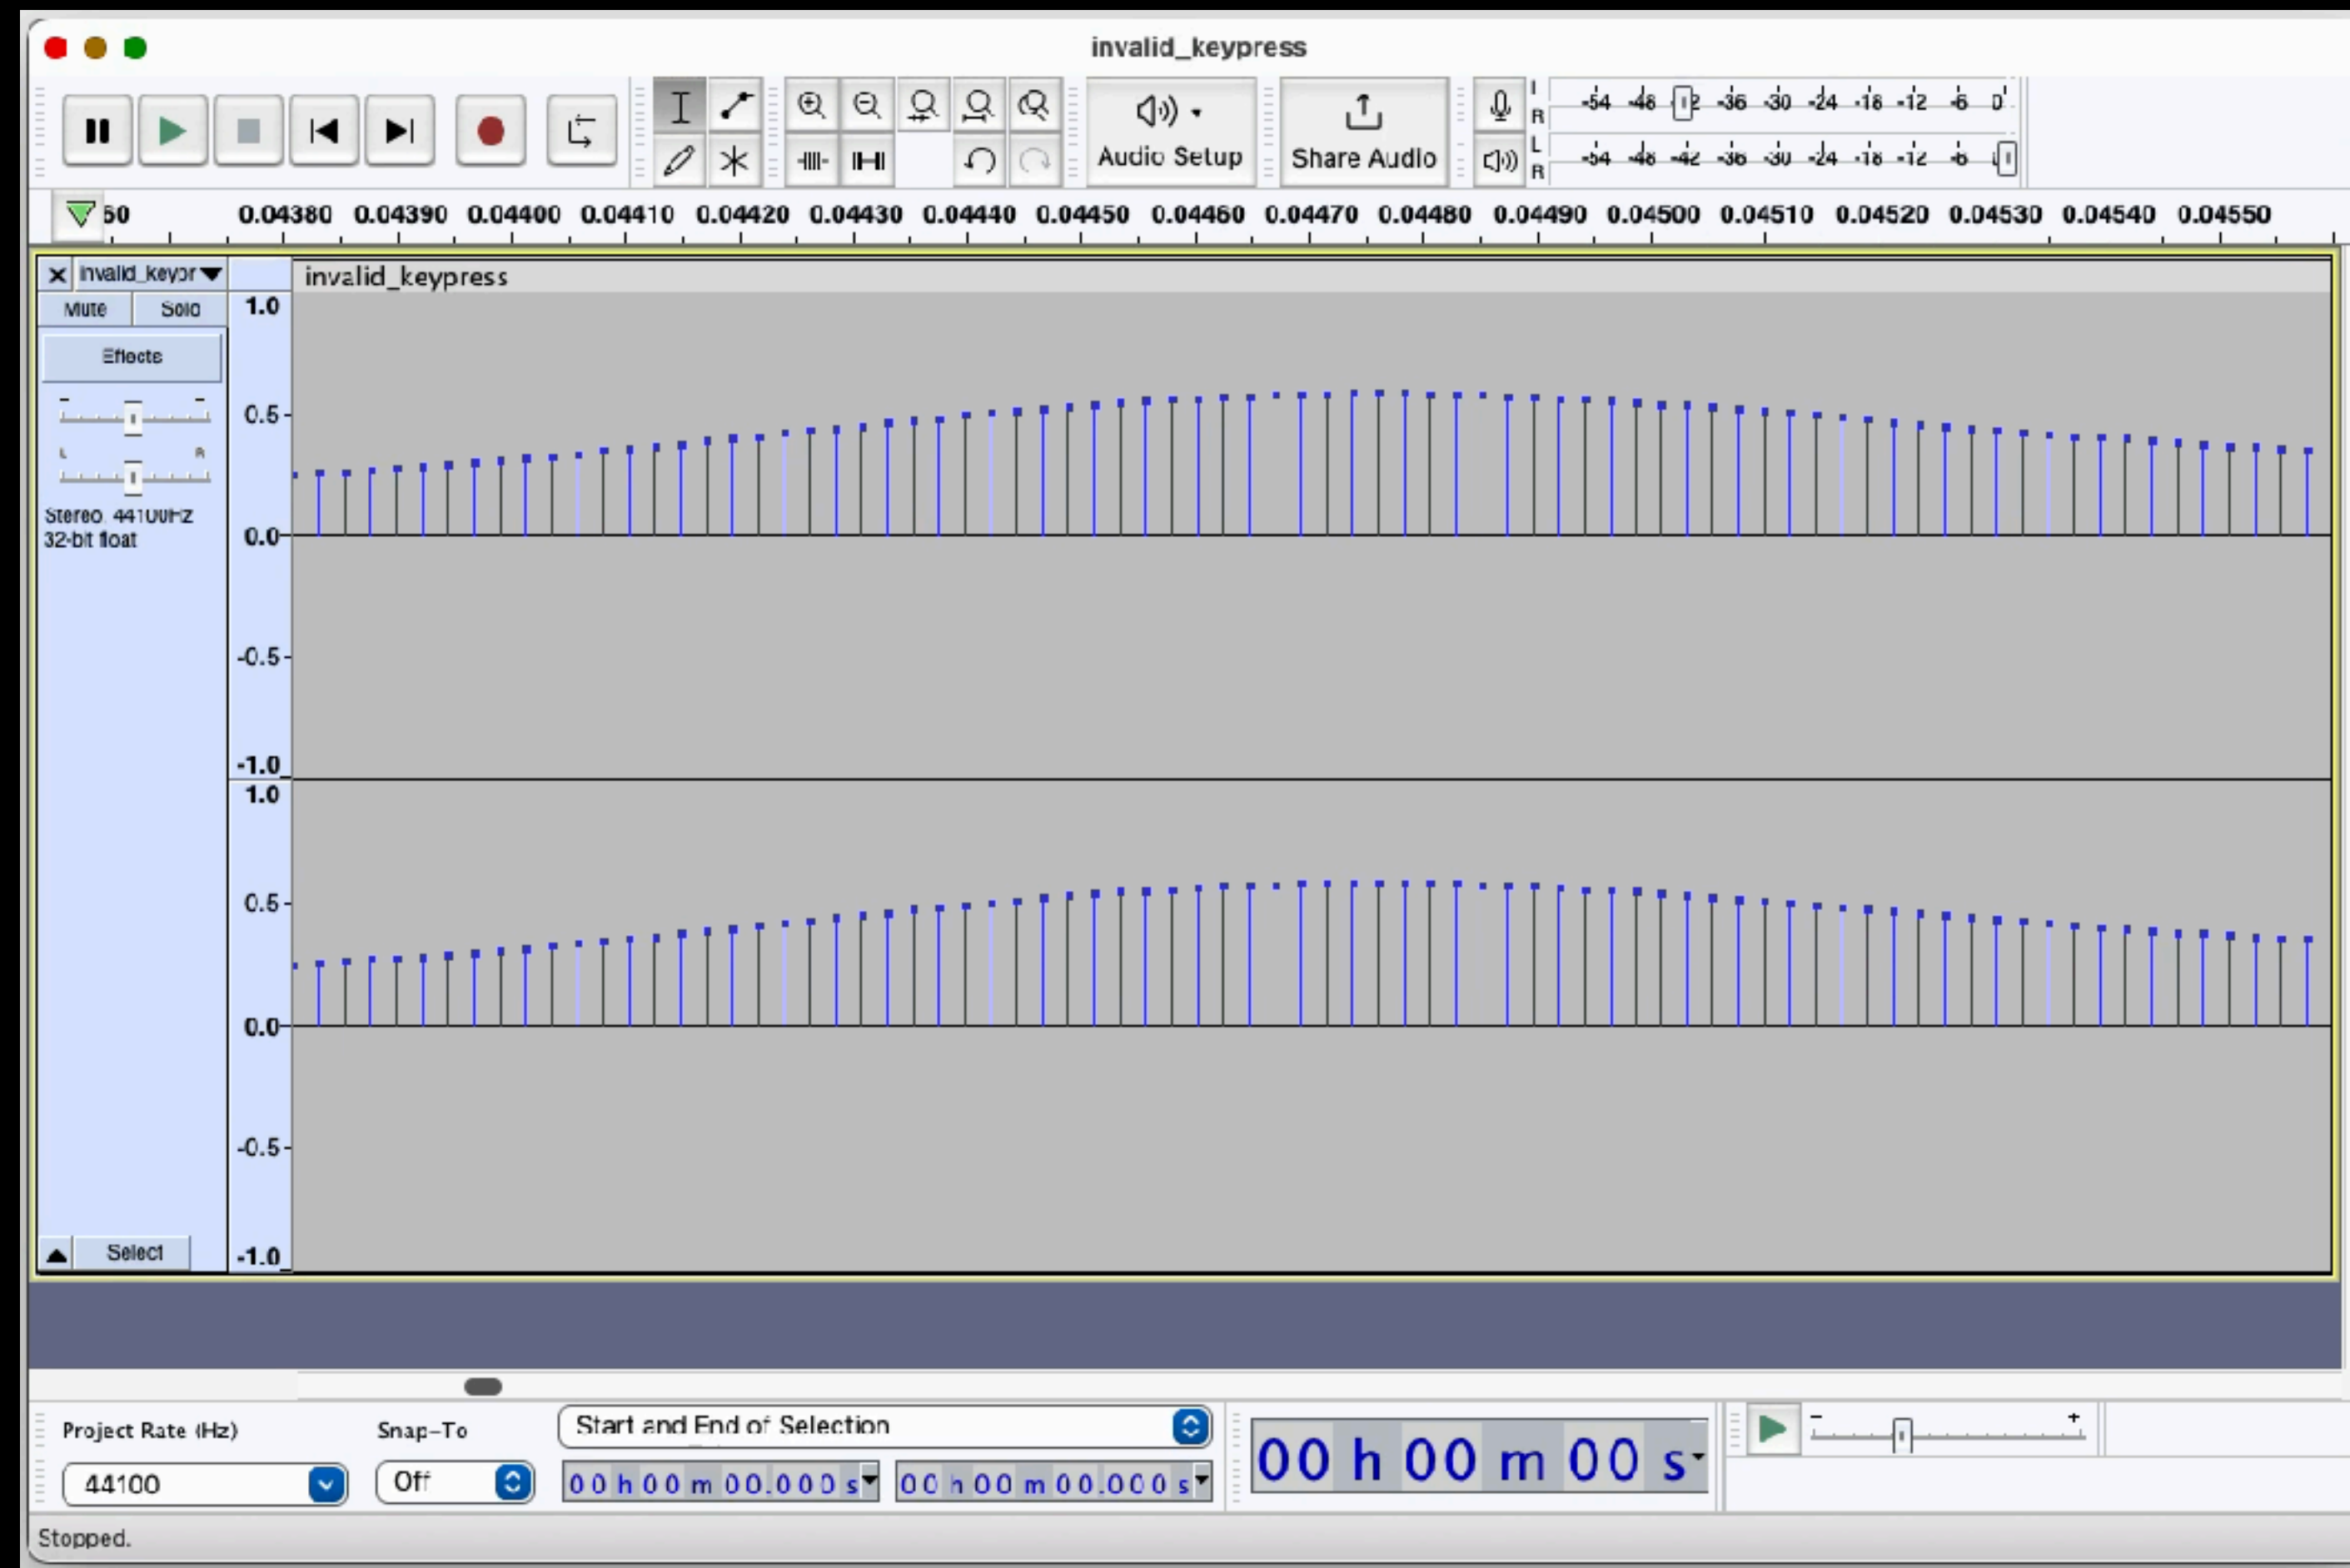 invalid_keypress
Audio Setup
Share Audio
L
R
-54 -48 -36 -30 -24 -18 -12 -6 0
L
R
-54 -48 -42 -36 -30 -24 -18 -12 -6
0.04380 0.04390 0.04400 0.04410 0.04420 0.04430 0.04440 0.04450 0.04460 0.04470 0.04480 0.04490 0.04500 0.04510 0.04520 0.04530 0.04540 0.04550
invalid_keypr
invalid_keypress
Mute Solo
Effects
L R
Stereo, 44100Hz
32-bit float
1.0
0.5
0.0
-0.5
-1.0
1.0
0.5
0.0
-0.5
-1.0
Select
Project Rate (Hz)
Snap-To
Start and End of Selection
44100
Off
00 h 00 m 00.000 s
00 h 00 m 00.000 s
00 h 00 m 00 s
Stopped.